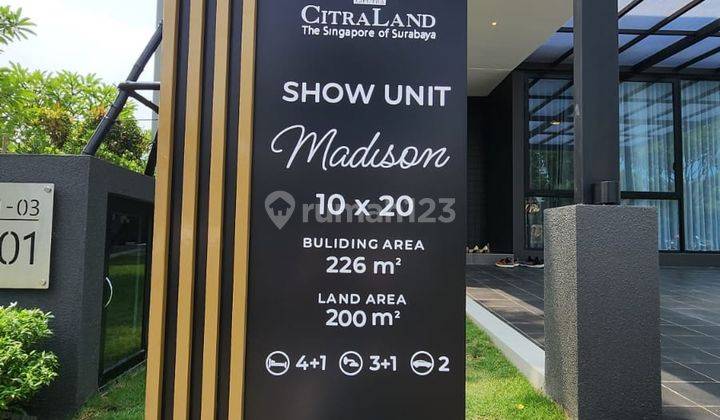 CITRALAND
The Singapore of Surabaya
SHOW UNIT
Madison
10 x 20
rumah123
BULIDING AREA
226 m²
LAND AREA
200 m²
4+1 3+1 2
-03
01